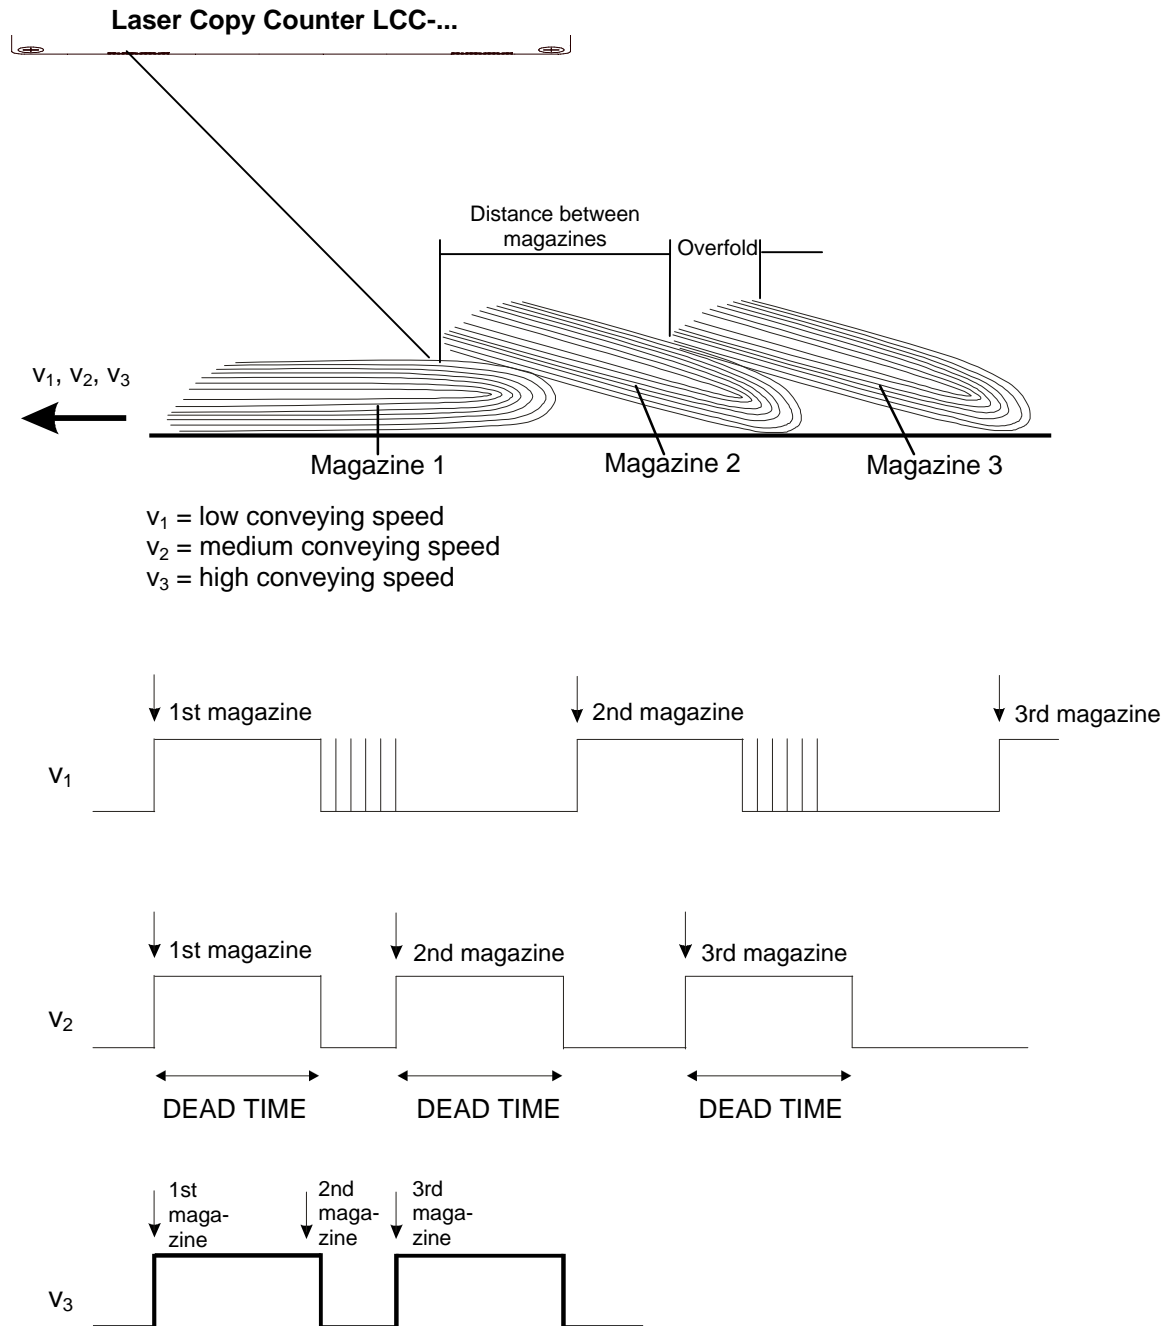 Laser Copy Counter LCC-...
Distance between
magazines
Overfold
v₁, v₂, v₃
Magazine 1
Magazine 2
Magazine 3
v₁ = low conveying speed
v₂ = medium conveying speed
v₃ = high conveying speed
1st magazine
2nd magazine
3rd magazine
v₁
1st magazine
2nd magazine
3rd magazine
v₂
DEAD TIME
DEAD TIME
DEAD TIME
1st
maga-
zine
2nd
maga-
zine
3rd
maga-
zine
v₃